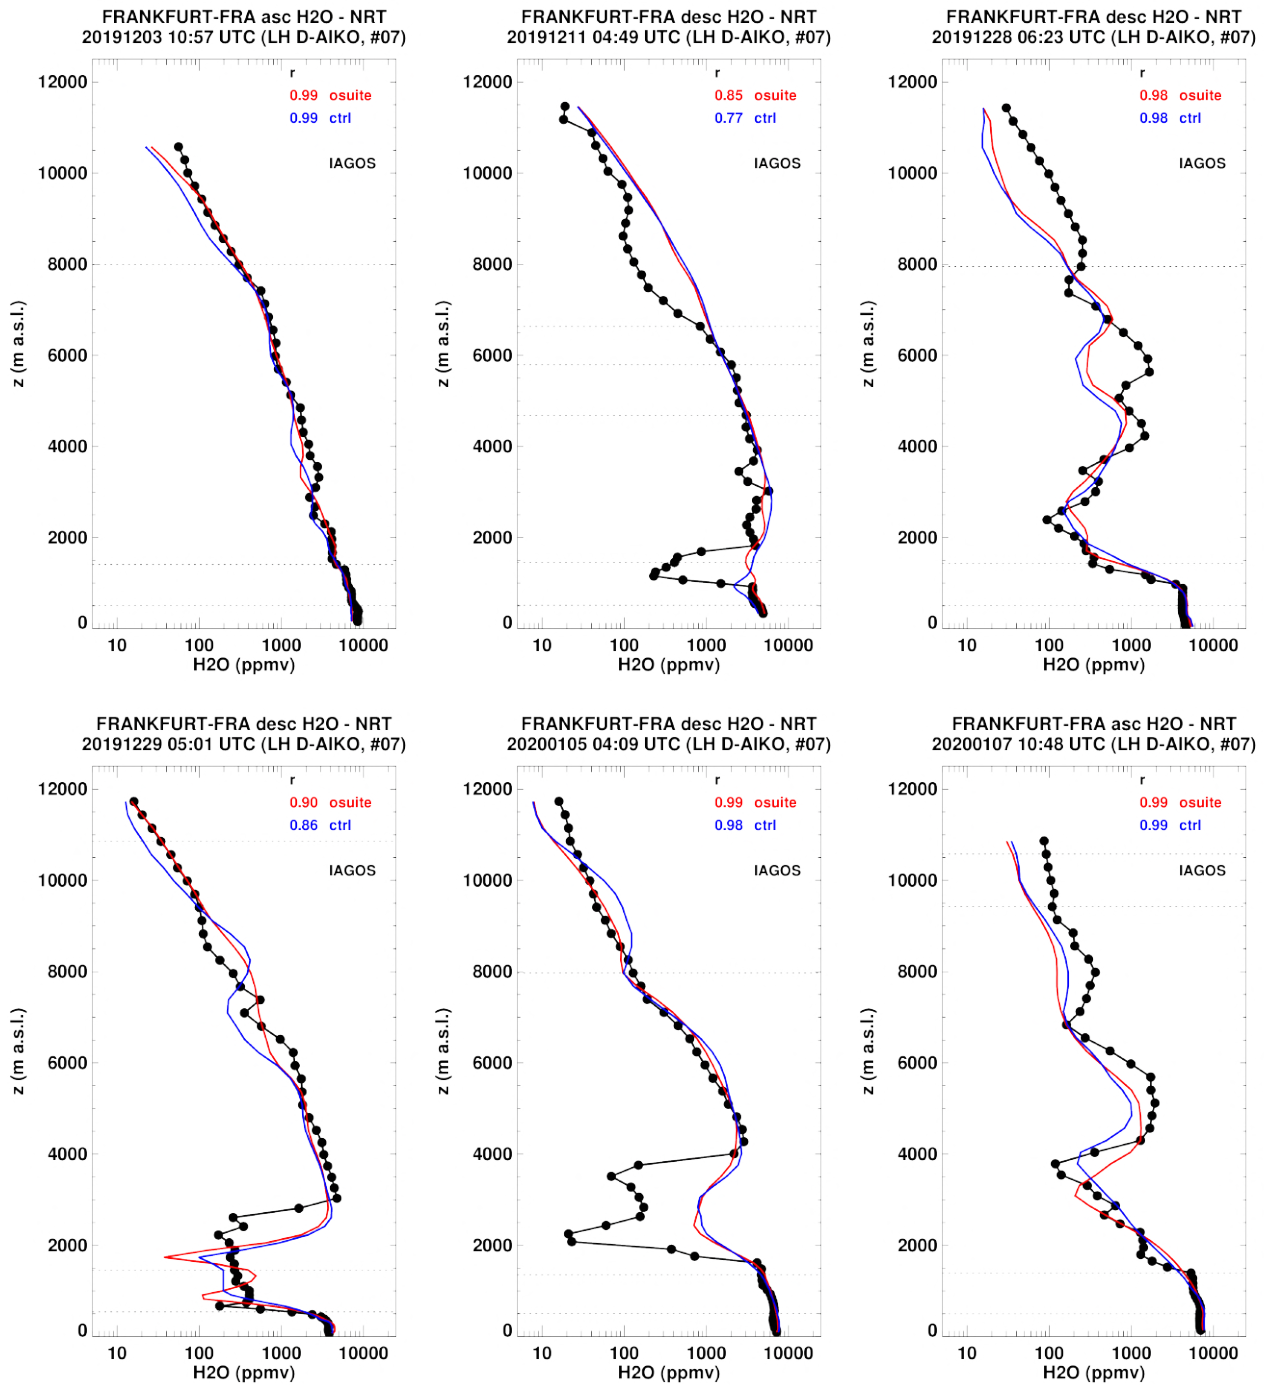 FRANKFURT-FRA asc H2O - NRT
20191203 10:57 UTC (LH D-AIKO, #07)
r
0.99 osuite
0.99 ctrl
IAGOS
12000
10000
8000
6000
4000
2000
0
z (m a.s.l.)
10 100 1000 10000
H2O (ppmv)
FRANKFURT-FRA desc H2O - NRT
20191211 04:49 UTC (LH D-AIKO, #07)
r
0.85 osuite
0.77 ctrl
IAGOS
12000
10000
8000
6000
4000
2000
0
z (m a.s.l.)
10 100 1000 10000
H2O (ppmv)
FRANKFURT-FRA desc H2O - NRT
20191228 06:23 UTC (LH D-AIKO, #07)
r
0.98 osuite
0.98 ctrl
IAGOS
12000
10000
8000
6000
4000
2000
0
z (m a.s.l.)
10 100 1000 10000
H2O (ppmv)
FRANKFURT-FRA desc H2O - NRT
20191229 05:01 UTC (LH D-AIKO, #07)
r
0.90 osuite
0.86 ctrl
IAGOS
12000
10000
8000
6000
4000
2000
0
z (m a.s.l.)
10 100 1000 10000
H2O (ppmv)
FRANKFURT-FRA desc H2O - NRT
20200105 04:09 UTC (LH D-AIKO, #07)
r
0.99 osuite
0.98 ctrl
IAGOS
12000
10000
8000
6000
4000
2000
0
z (m a.s.l.)
10 100 1000 10000
H2O (ppmv)
FRANKFURT-FRA asc H2O - NRT
20200107 10:48 UTC (LH D-AIKO, #07)
r
0.99 osuite
0.99 ctrl
IAGOS
12000
10000
8000
6000
4000
2000
0
z (m a.s.l.)
10 100 1000 10000
H2O (ppmv)